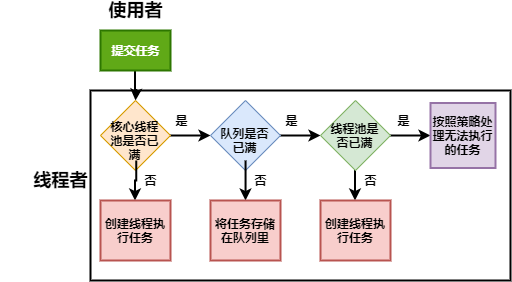 使用者
提交任务
核心线程
池是否已
满
是
队列是否
已满
是
线程池是
否已满
是
按照策略处
理无法执行
的任务
线程者
否
否
否
创建线程执
行任务
将任务存储
在队列里
创建线程执
行任务